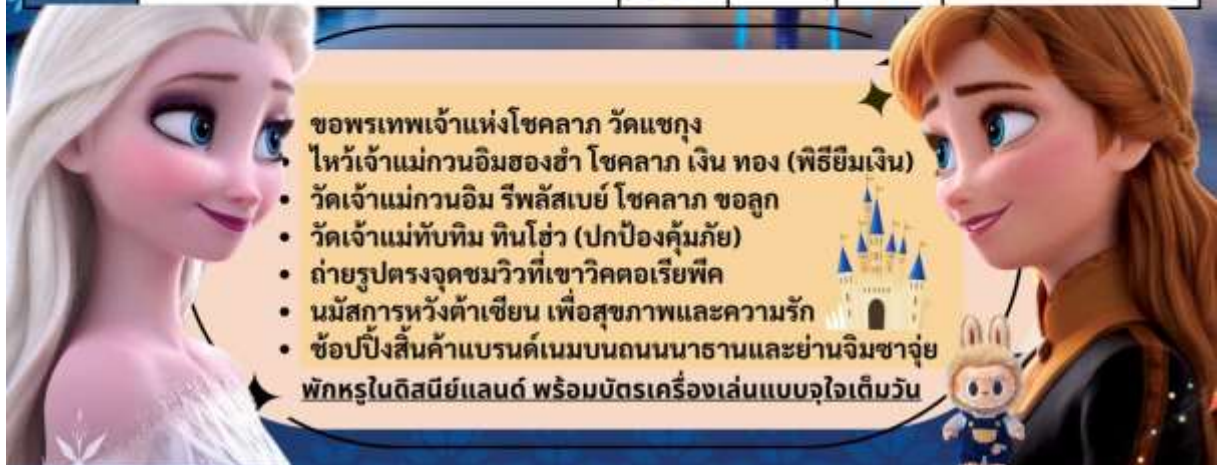 ขอพรเทพเจ้าแห่งโชคลาภ วัดแชกุง
• ไหว้เจ้าแม่กวนอิมฮองฮำ โชคลาภ เงิน ทอง (พิธียืมเงิน)
• วัดเจ้าแม่กวนอิม รีพลัสเบย์ โชคลาภ ขอลูก
• วัดเจ้าแม่ทับทิม ทินโฮ่ว (ปกป้องคุ้มภัย)
• ถ่ายรูปตรงจุดชมวิวที่เขาวิคตอเรียพีค
• นมัสการหวังต้าเซียน เพื่อสุขภาพและความรัก
• ช้อปปิ้งสิ้นค้าแบรนด์เนมบนถนนนาธานและย่านจิมซาจุ่ย
พักหรูในดิสนีย์แลนด์ พร้อมบัตรเครื่องเล่นแบบจุใจเต็มวัน